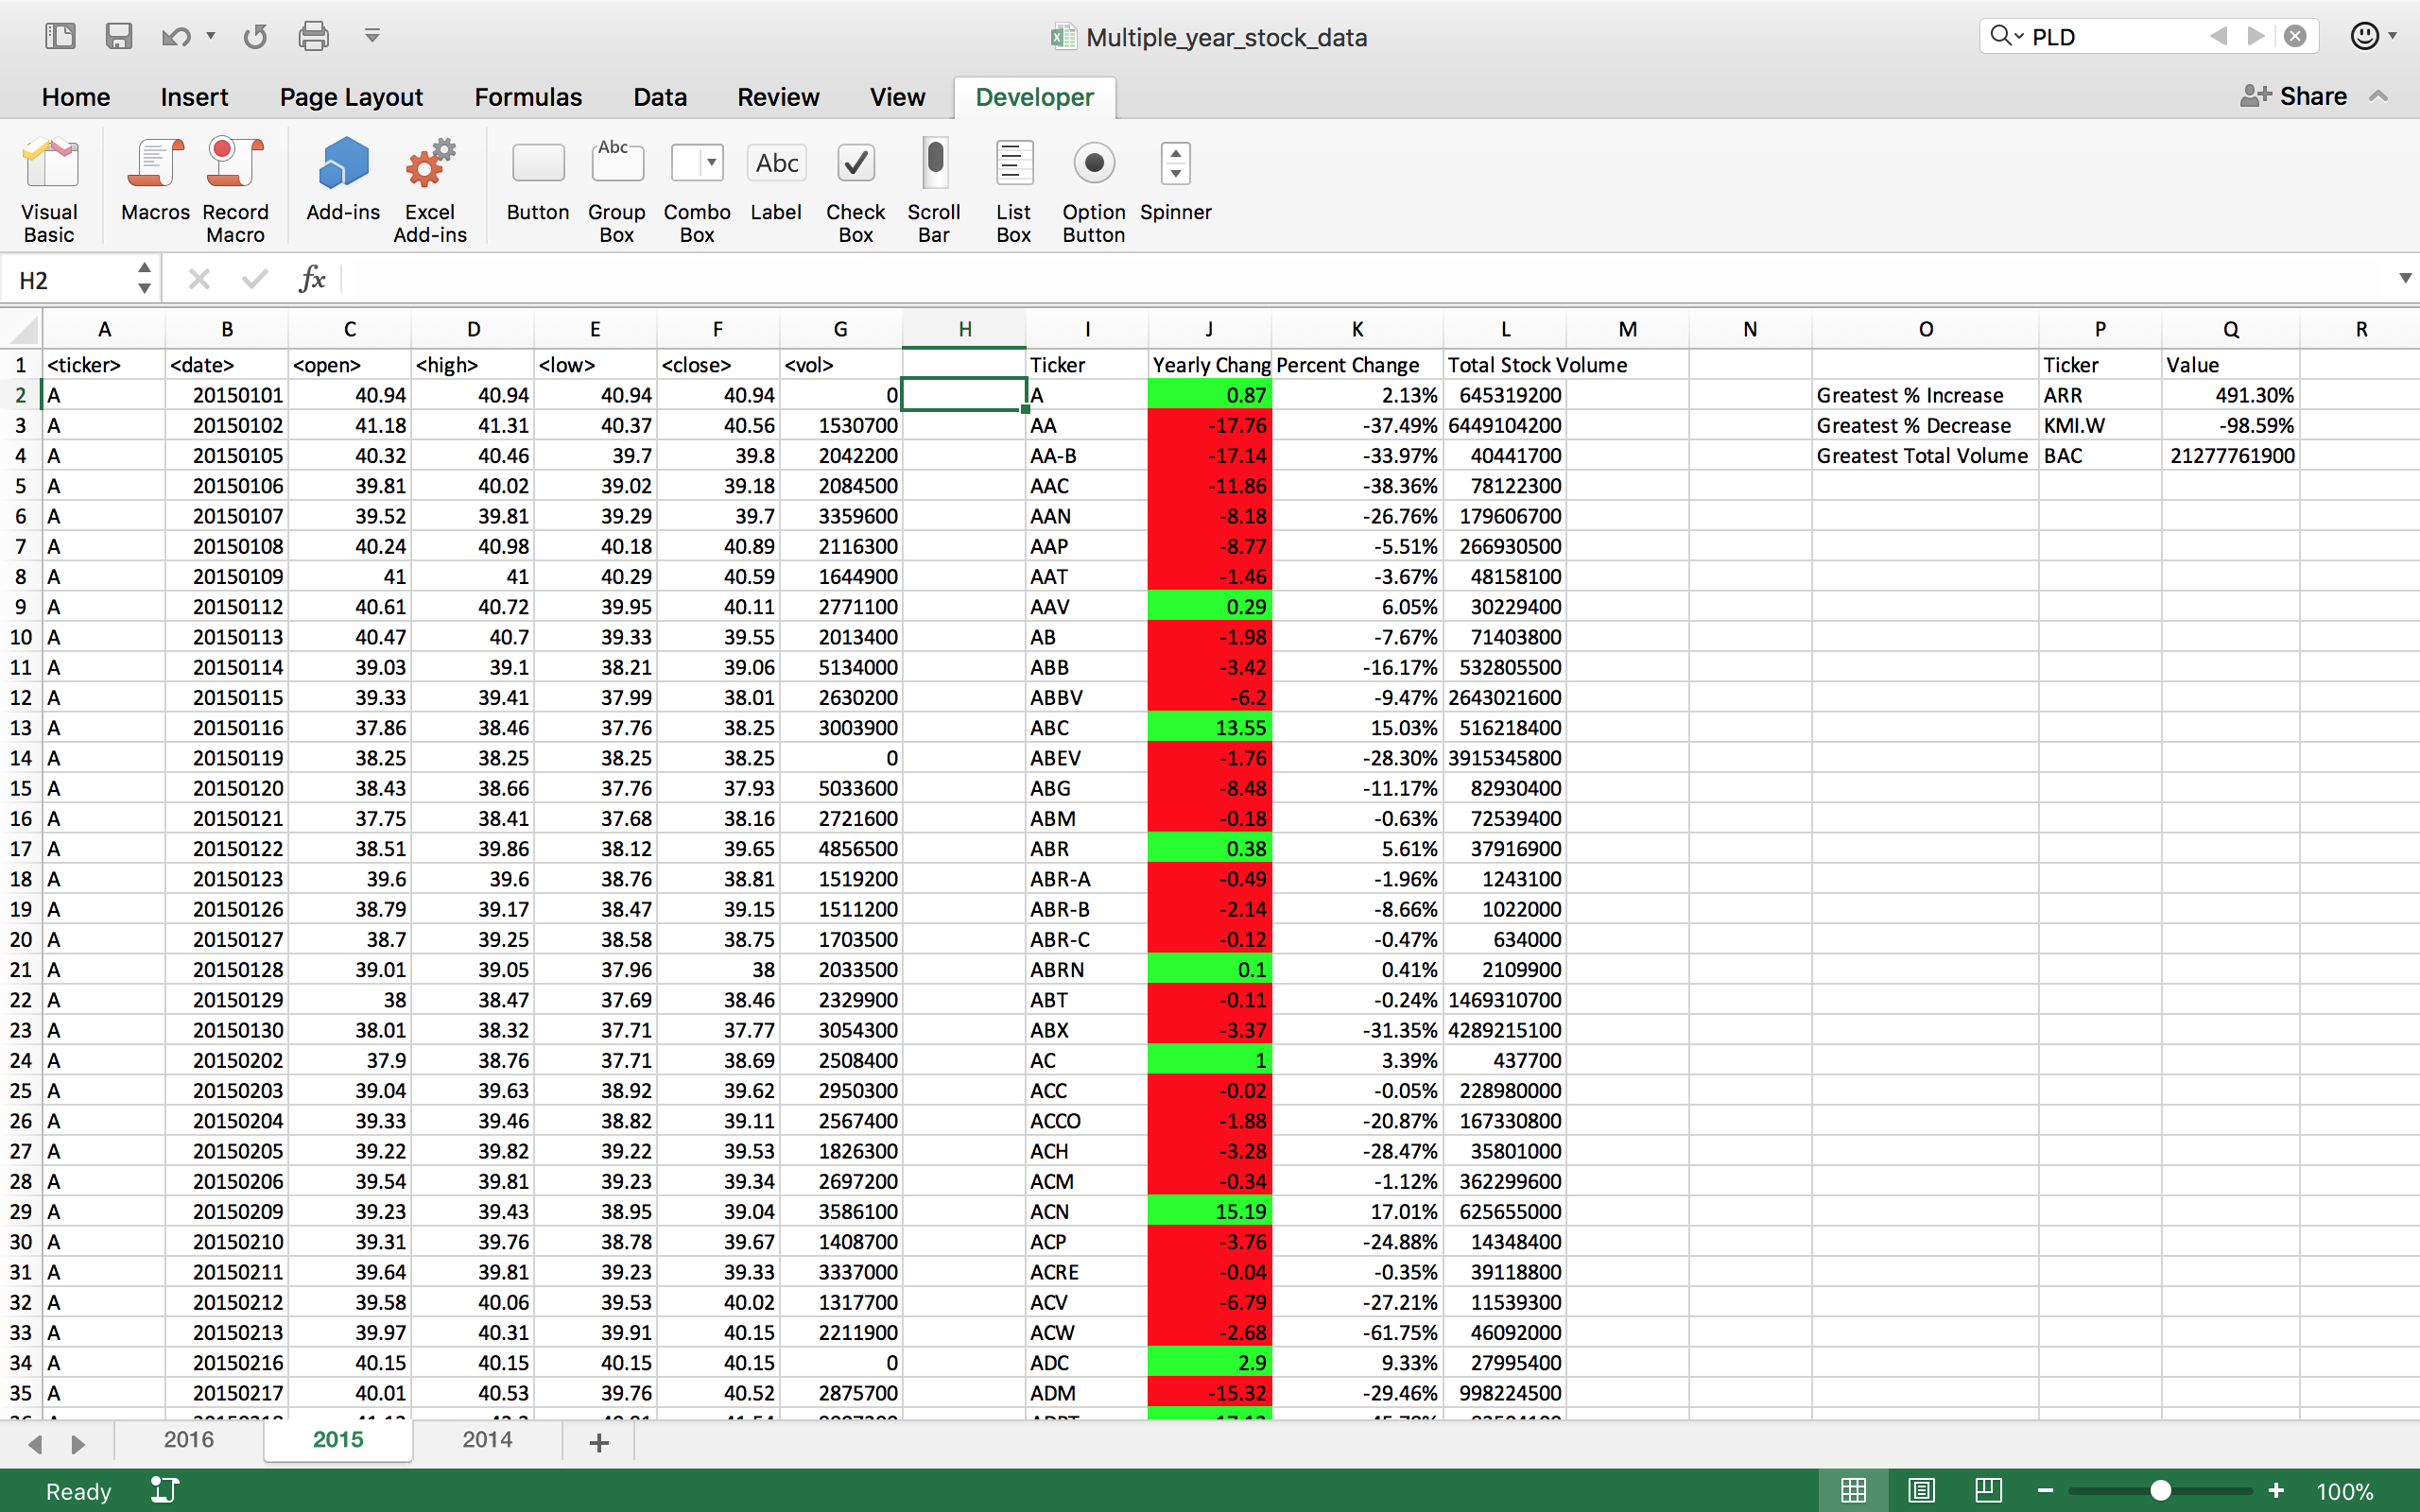 Multiple_year_stock_data
PLD
Home Insert Page Layout Formulas Data Review View Developer Share
Visual Basic Macros Record Macro Add-ins Excel Add-ins Button Group Box Combo Box Label Check Box Scroll Bar List Box Option Button Spinner
Abc Abc
H2 fx
A B C D E F G H I J K L M N O P Q R
1 <ticker> <date> <open> <high> <low> <close> <vol> Ticker Yearly Chang Percent Change Total Stock Volume Ticker Value
2 A 20150101 40.94 40.94 40.94 40.94 0 A 0.87 2.13% 645319200 Greatest % Increase ARR 491.30%
3 A 20150102 41.18 41.31 40.37 40.56 1530700 AA -17.76 -37.49% 6449104200 Greatest % Decrease KMI.W -98.59%
4 A 20150105 40.32 40.46 39.7 39.8 2042200 AA-B -17.14 -33.97% 40441700 Greatest Total Volume BAC 21277761900
5 A 20150106 39.81 40.02 39.02 39.18 2084500 AAC -11.86 -38.36% 78122300
6 A 20150107 39.52 39.81 39.29 39.7 3359600 AAN -8.18 -26.76% 179606700
7 A 20150108 40.24 40.98 40.18 40.89 2116300 AAP -8.77 -5.51% 266930500
8 A 20150109 41 41 40.29 40.59 1644900 AAT -1.46 -3.67% 48158100
9 A 20150112 40.61 40.72 39.95 40.11 2771100 AAV 0.29 6.05% 30229400
10 A 20150113 40.47 40.7 39.33 39.55 2013400 AB -1.98 -7.67% 71403800
11 A 20150114 39.03 39.1 38.21 39.06 5134000 ABB -3.42 -16.17% 532805500
12 A 20150115 39.33 39.41 37.99 38.01 2630200 ABBV -6.2 -9.47% 2643021600
13 A 20150116 37.86 38.46 37.76 38.25 3003900 ABC 13.55 15.03% 516218400
14 A 20150119 38.25 38.25 38.25 38.25 0 ABEV -1.76 -28.30% 3915345800
15 A 20150120 38.43 38.66 37.76 37.93 5033600 ABG -8.48 -11.17% 82930400
16 A 20150121 37.75 38.41 37.68 38.16 2721600 ABM -0.18 -0.63% 72539400
17 A 20150122 38.51 39.86 38.12 39.65 4856500 ABR 0.38 5.61% 37916900
18 A 20150123 39.6 39.6 38.76 38.81 1519200 ABR-A -0.49 -1.96% 1243100
19 A 20150126 38.79 39.17 38.47 39.15 1511200 ABR-B -2.14 -8.66% 1022000
20 A 20150127 38.7 39.25 38.58 38.75 1703500 ABR-C -0.12 -0.47% 634000
21 A 20150128 39.01 39.05 37.96 38 2033500 ABRN 0.1 0.41% 2109900
22 A 20150129 38 38.47 37.69 38.46 2329900 ABT -0.11 -0.24% 1469310700
23 A 20150130 38.01 38.32 37.71 37.77 3054300 ABX -3.37 -31.35% 4289215100
24 A 20150202 37.9 38.76 37.71 38.69 2508400 AC 1 3.39% 437700
25 A 20150203 39.04 39.63 38.92 39.62 2950300 ACC -0.02 -0.05% 228980000
26 A 20150204 39.33 39.46 38.82 39.11 2567400 ACCO -1.88 -20.87% 167330800
27 A 20150205 39.22 39.82 39.22 39.53 1826300 ACH -3.28 -28.47% 35801000
28 A 20150206 39.54 39.81 39.23 39.34 2697200 ACM -0.34 -1.12% 362299600
29 A 20150209 39.23 39.43 38.95 39.04 3586100 ACN 15.19 17.01% 625655000
30 A 20150210 39.31 39.76 38.78 39.67 1408700 ACP -3.76 -24.88% 14348400
31 A 20150211 39.64 39.81 39.23 39.33 3337000 ACRE -0.04 -0.35% 39118800
32 A 20150212 39.58 40.06 39.53 40.02 1317700 ACV -6.79 -27.21% 11539300
33 A 20150213 39.97 40.31 39.91 40.15 2211900 ACW -2.68 -61.75% 46092000
34 A 20150216 40.15 40.15 40.15 40.15 0 ADC 2.9 9.33% 27995400
35 A 20150217 40.01 40.53 39.76 40.52 2875700 ADM -15.32 -29.46% 998224500
2016 2015 2014
Ready 100%